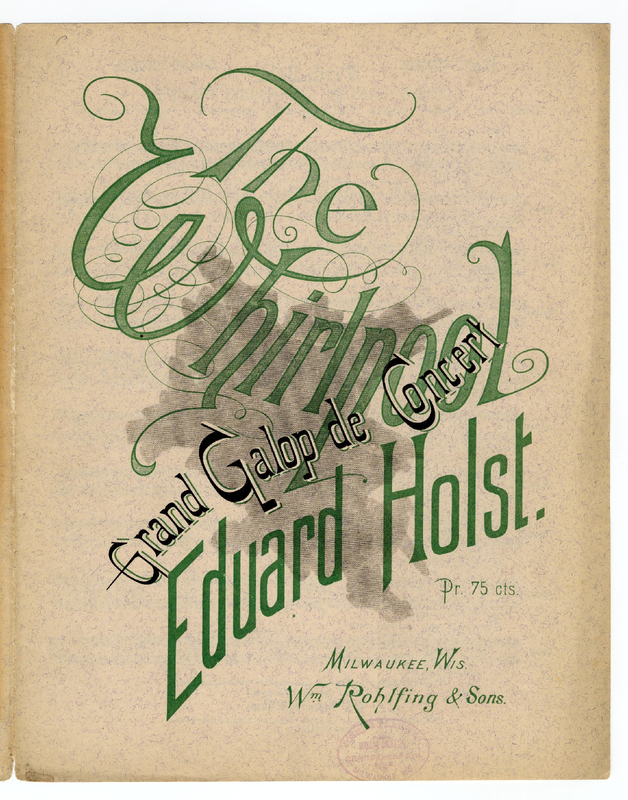 The
Whirlpool
Grand Galop de Concert
Eduard Holst.
Pr. 75 cts.
Milwaukee, Wis.
Wm Rohlfing & Sons.